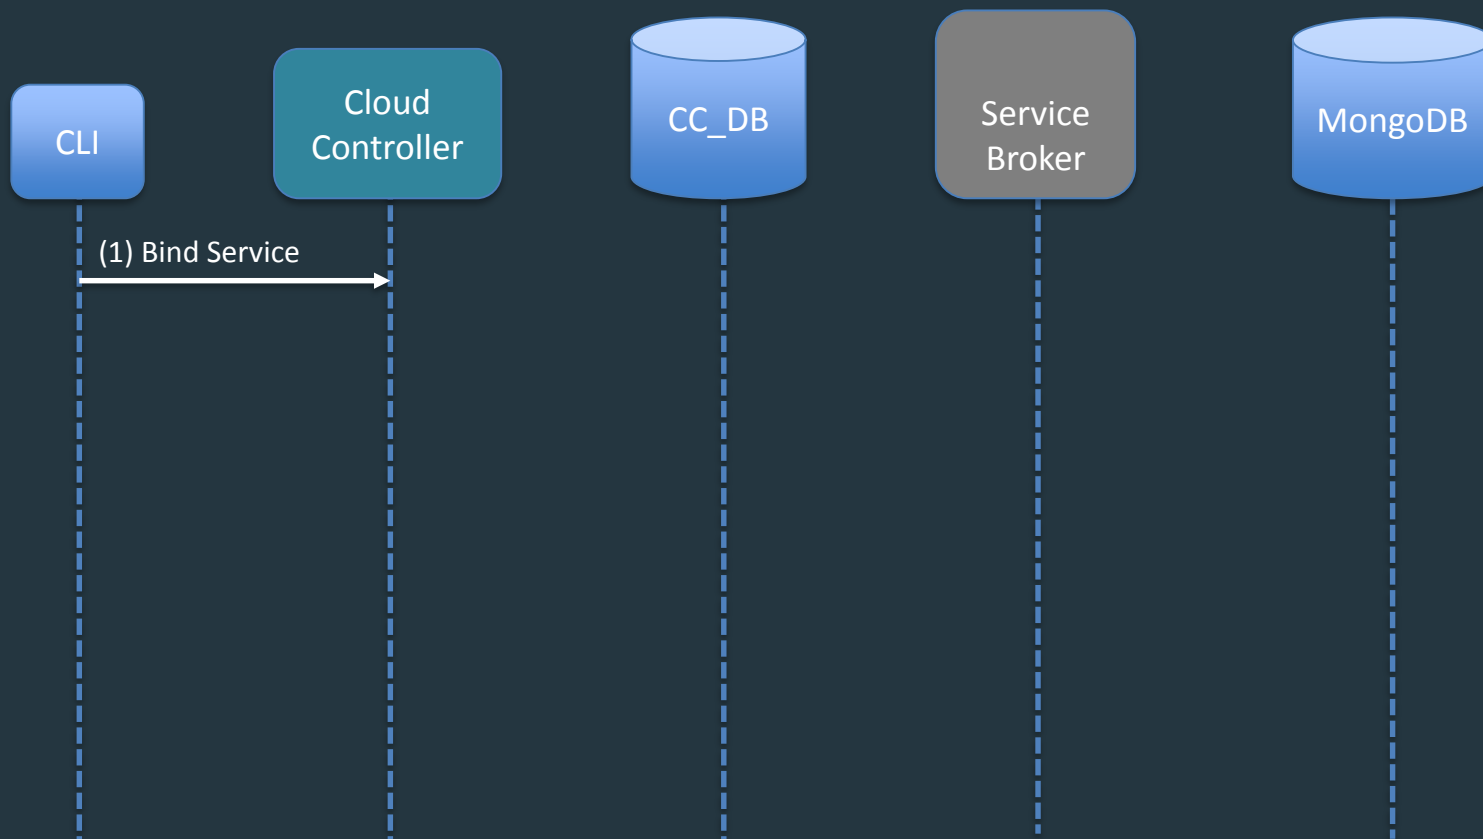 CLI
Cloud
Controller
CC_DB
Service
Broker
MongoDB
(1) Bind Service